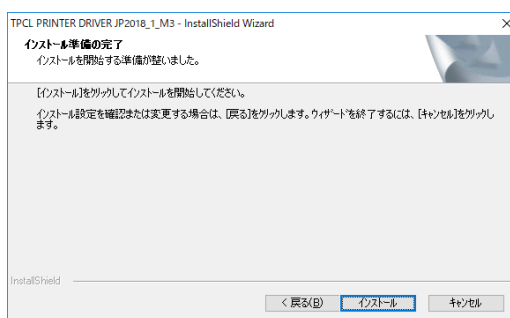 TPCL PRINTER DRIVER JP2018_1_M3 - InstallShield Wizard
インストール準備の完了
インストールを開始する準備が整いました。
[インストール]をクリックしてインストールを開始してください。
インストール設定を確認または変更する場合は、[戻る]をクリックします。ウィザードを終了するには、[キャンセル]をクリックし
ます。
InstallShield
< 戻る(B)
インストール
キャンセル